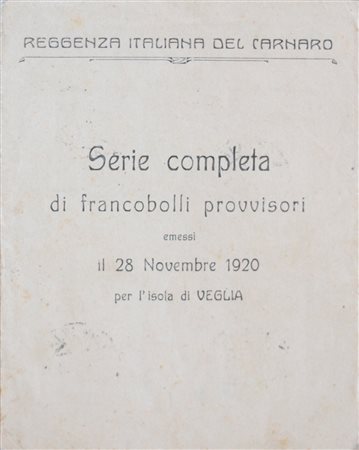 REGGENZA ITALIANA DEL CARNARO
Serie completa
di francobolli provvisori
emessi
il 28 Novembre 1920
per l'isola di VEGLIA